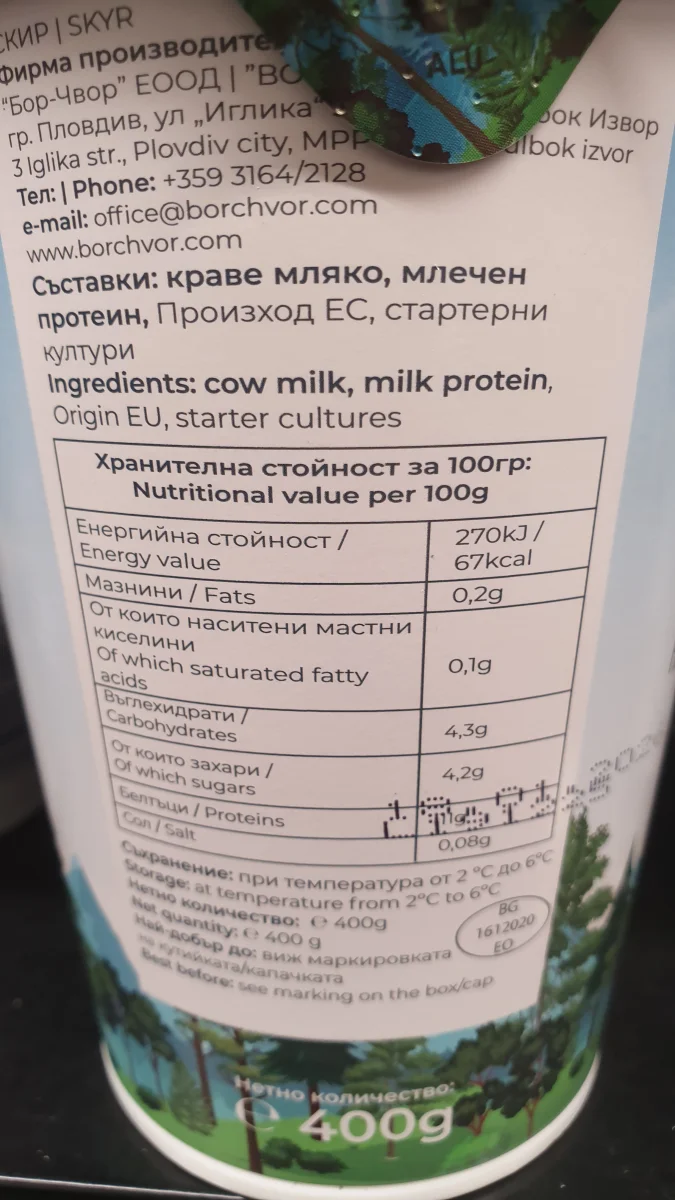 СКИР | SKYR
Фирма производите
"Бор-Чвор" ЕООД |
гр. Пловдив, ул „Иглика"
3 Iglika str., Plovdiv city,
Извор
izvor
Тел: | Phone: +359 3164/2128
e-mail: office@borchvor.com
www.borchvor.com
Съставки: краве мляко, млечен
протеин, Произход ЕС, стартерни
култури
Ingredients: cow milk, milk protein,
Origin EU, starter cultures
Хранителна стойност за 100гр:
Nutritional value per 100g
Енергийна стойност /
Energy value
270kJ /
67kcal
Мазнини / Fats
0,2g
От които наситени мастни
киселини
Of which saturated fatty
acids
0,1g
Въглехидрати /
Carbohydrates
4,3g
От които захари /
Of which sugars
4,2g
Белтъци / Proteins
Сол / Salt
0,08g
Съхранение: при температура от 2 °C до 6°C
Storage: at temperature from 2°C to 6°C
Нетно количество: ℮ 400g
Net quantity: ℮ 400 g
Най-добър до: виж маркировката
на кутийката/капачката
Best before: see marking on the box/cap
BG
1612020
EO
Нетно количество:
℮ 400g